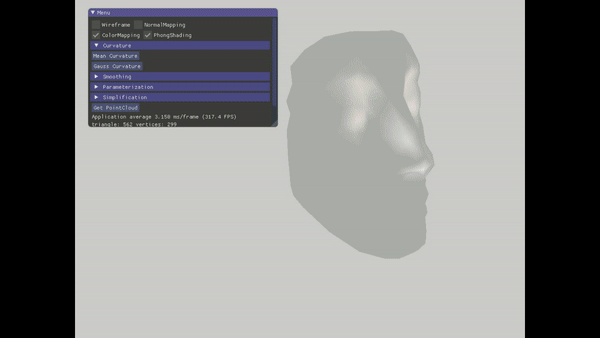 Menu
Wireframe NormalMapping
ColorMapping PhongShading
Curvature
Mean Curvature
Gauss Curvature
Smoothing
Parameterization
Simplification
Get PointCloud
Application average 3.150 ms/frame (317.4 FPS)
triangle: 562 vertices: 299